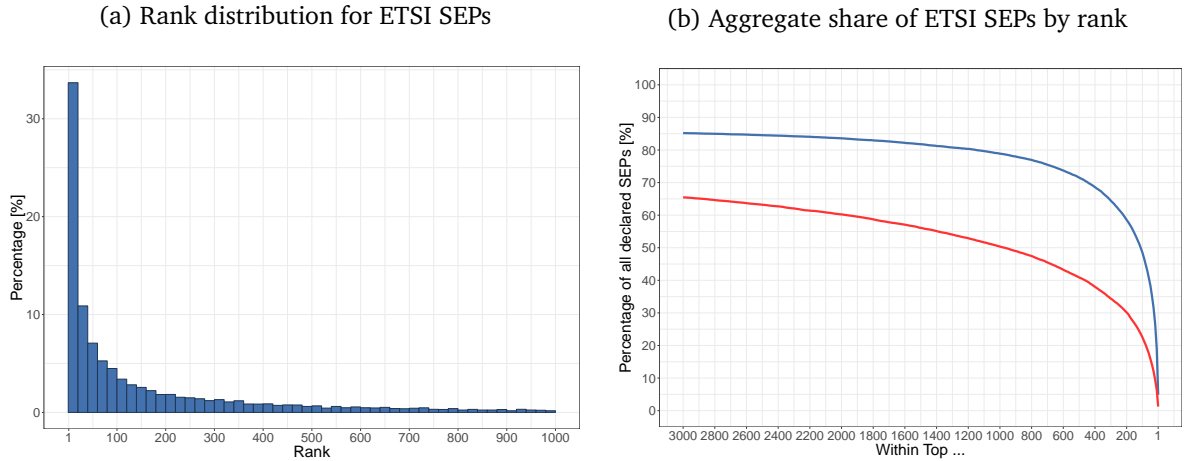 (a) Rank distribution for ETSI SEPs
Percentage [%]
30
20
10
0
1 100 200 300 400 500 600 700 800 900 1000
Rank
(b) Aggregate share of ETSI SEPs by rank
Percentage of all declared SEPs [%]
100
90
80
70
60
50
40
30
20
10
0
3000 2800 2600 2400 2200 2000 1800 1600 1400 1200 1000 800 600 400 200 1
Within Top ...